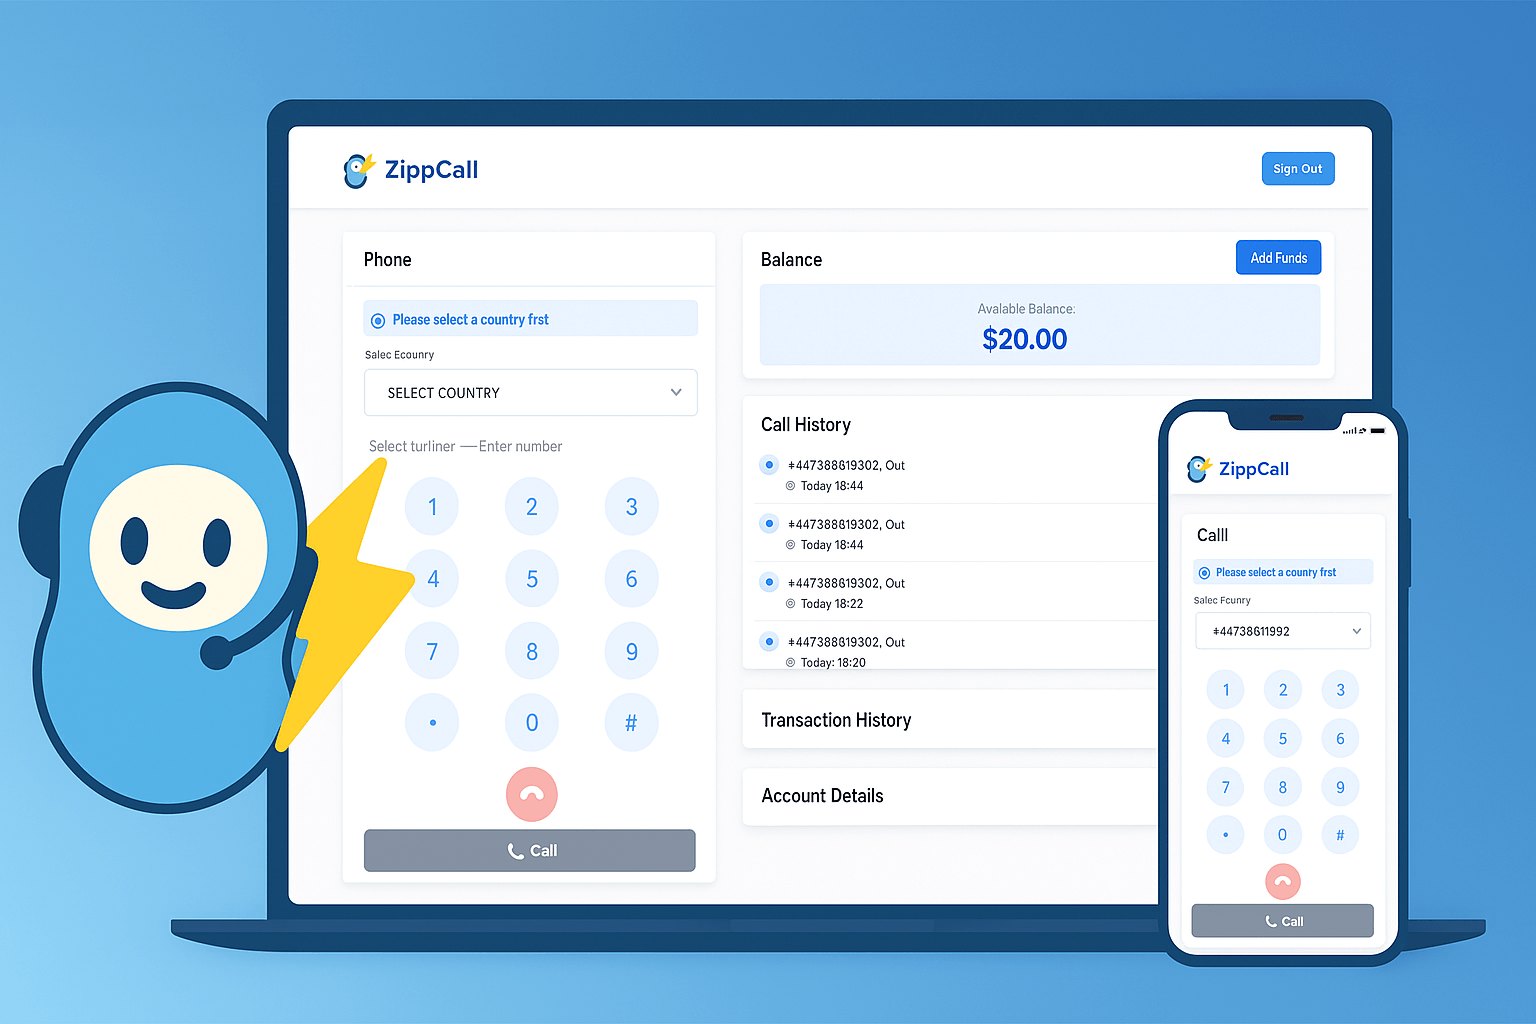 ZippCall
Sign Out
Phone
Please select a country frst
Salec Ecounry
SELECT COUNTRY
Select turliner —Enter number
1 2 3
4 5 6
7 8 9
• 0 #
Call
Balance
Add Funds
Avalable Balance:
$20.00
Call History
+447388619302, Out
Today 18:44
+447388619302, Out
Today 18:44
+447388619302, Out
Today 18:22
+447388619302, Out
Today: 18:20
Transaction History
Account Details
ZippCall
Calll
Please select a counry frst
Salec Fcunry
+44738611992
1 2 3
4 5 6
7 8 9
• 0 #
Call